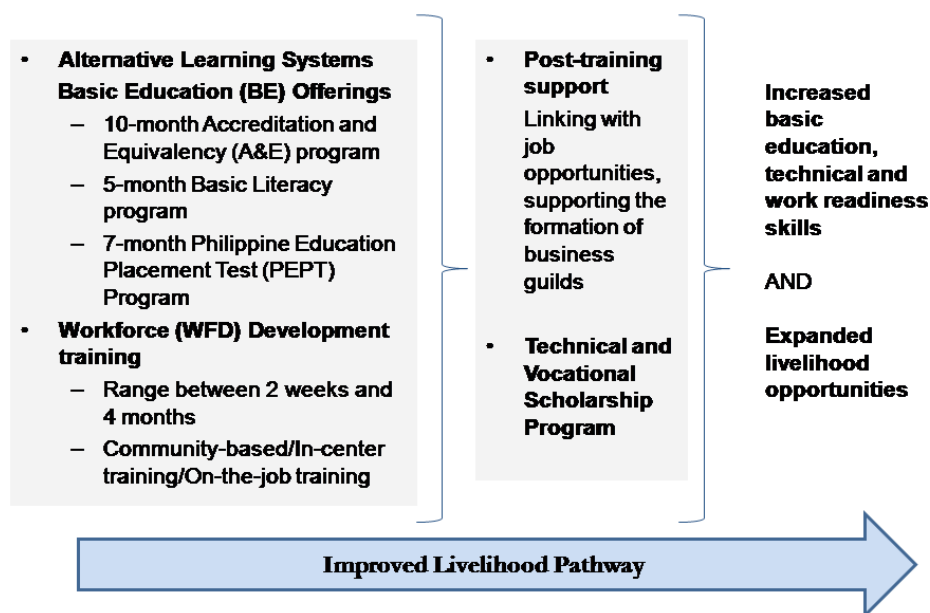 • Alternative Learning Systems
Basic Education (BE) Offerings
– 10-month Accreditation and
Equivalency (A&E) program
– 5-month Basic Literacy
program
– 7-month Philippine Education
Placement Test (PEPT)
Program
• Workforce (WFD) Development
training
– Range between 2 weeks and
4 months
– Community-based/In-center
training/On-the-job training
• Post-training
support
Linking with
job
opportunities,
supporting the
formation of
business
guilds
• Technical and
Vocational
Scholarship
Program
Increased
basic
education,
technical and
work readiness
skills
AND
Expanded
livelihood
opportunities
Improved Livelihood Pathway